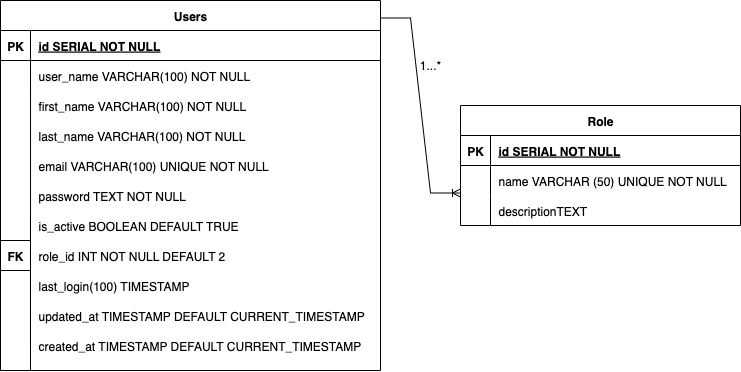 Users
PK id SERIAL NOT NULL
user_name VARCHAR(100) NOT NULL
first_name VARCHAR(100) NOT NULL
last_name VARCHAR(100) NOT NULL
email VARCHAR(100) UNIQUE NOT NULL
password TEXT NOT NULL
is_active BOOLEAN DEFAULT TRUE
FK role_id INT NOT NULL DEFAULT 2
last_login(100) TIMESTAMP
updated_at TIMESTAMP DEFAULT CURRENT_TIMESTAMP
created_at TIMESTAMP DEFAULT CURRENT_TIMESTAMP
1...*
Role
PK id SERIAL NOT NULL
name VARCHAR (50) UNIQUE NOT NULL
descriptionTEXT